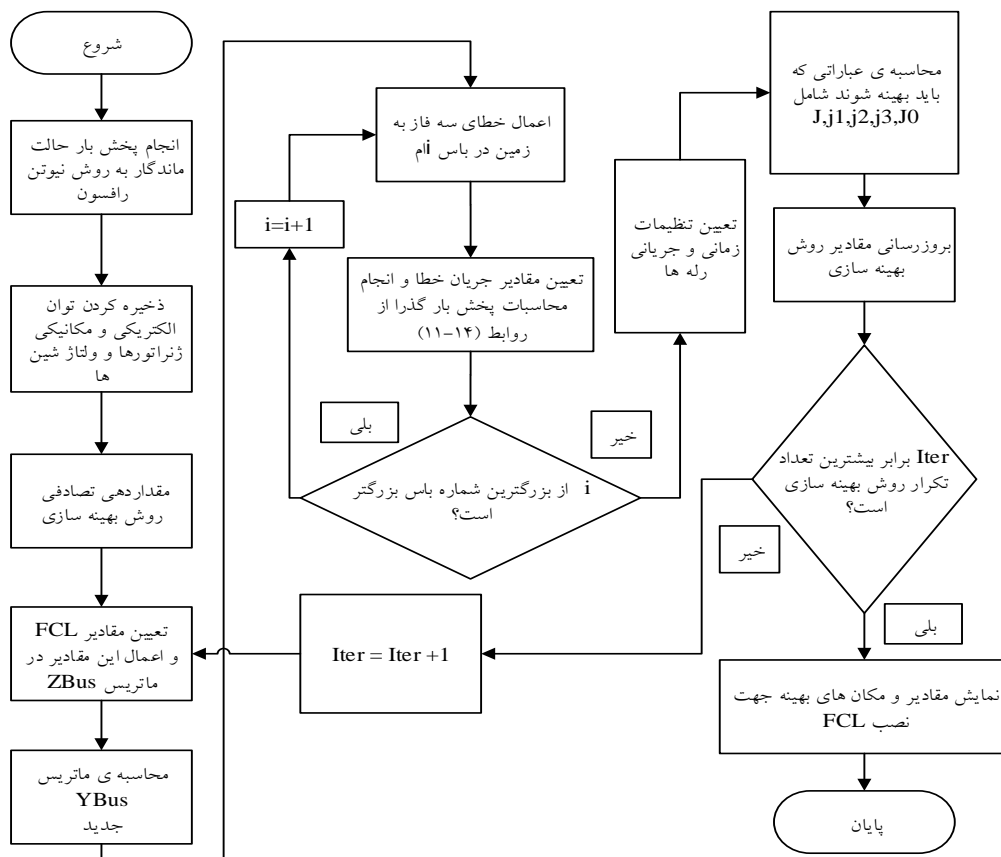 شروع
انجام پخش بار حالت
ماندگار به روش نیوتن
رافسون
ذخیره کردن توان
الکتریکی و مکانیکی
ژنراتورها و ولتاژ شین
ها
مقداردهی تصادفی
روش بهینه سازی
تعیین مقادیر FCL
و اعمال این مقادیر در
ماتریس ZBus
محاسبه ی ماتریس
YBus
جدید
اعمال خطای سه فاز به
زمین در باس iام
i=i+1
تعیین مقادیر جریان خطا و انجام
محاسبات پخش بار گذرا از
روابط (۱۴-۱۱)
بلی
خیر
i از بزرگترین شماره باس بزرگتر
است؟
تعیین تنظیمات
زمانی و جریانی
رله ها
محاسبه ی عباراتی که
باید بهینه شوند شامل
J,j1,j2,j3,J0
بروزرسانی مقادیر روش
بهینه سازی
Iter برابر بیشترین تعداد
تکرار روش بهینه سازی
است؟
خیر
بلی
Iter = Iter +1
نمایش مقادیر و مکان های بهینه جهت
نصب FCL
پایان